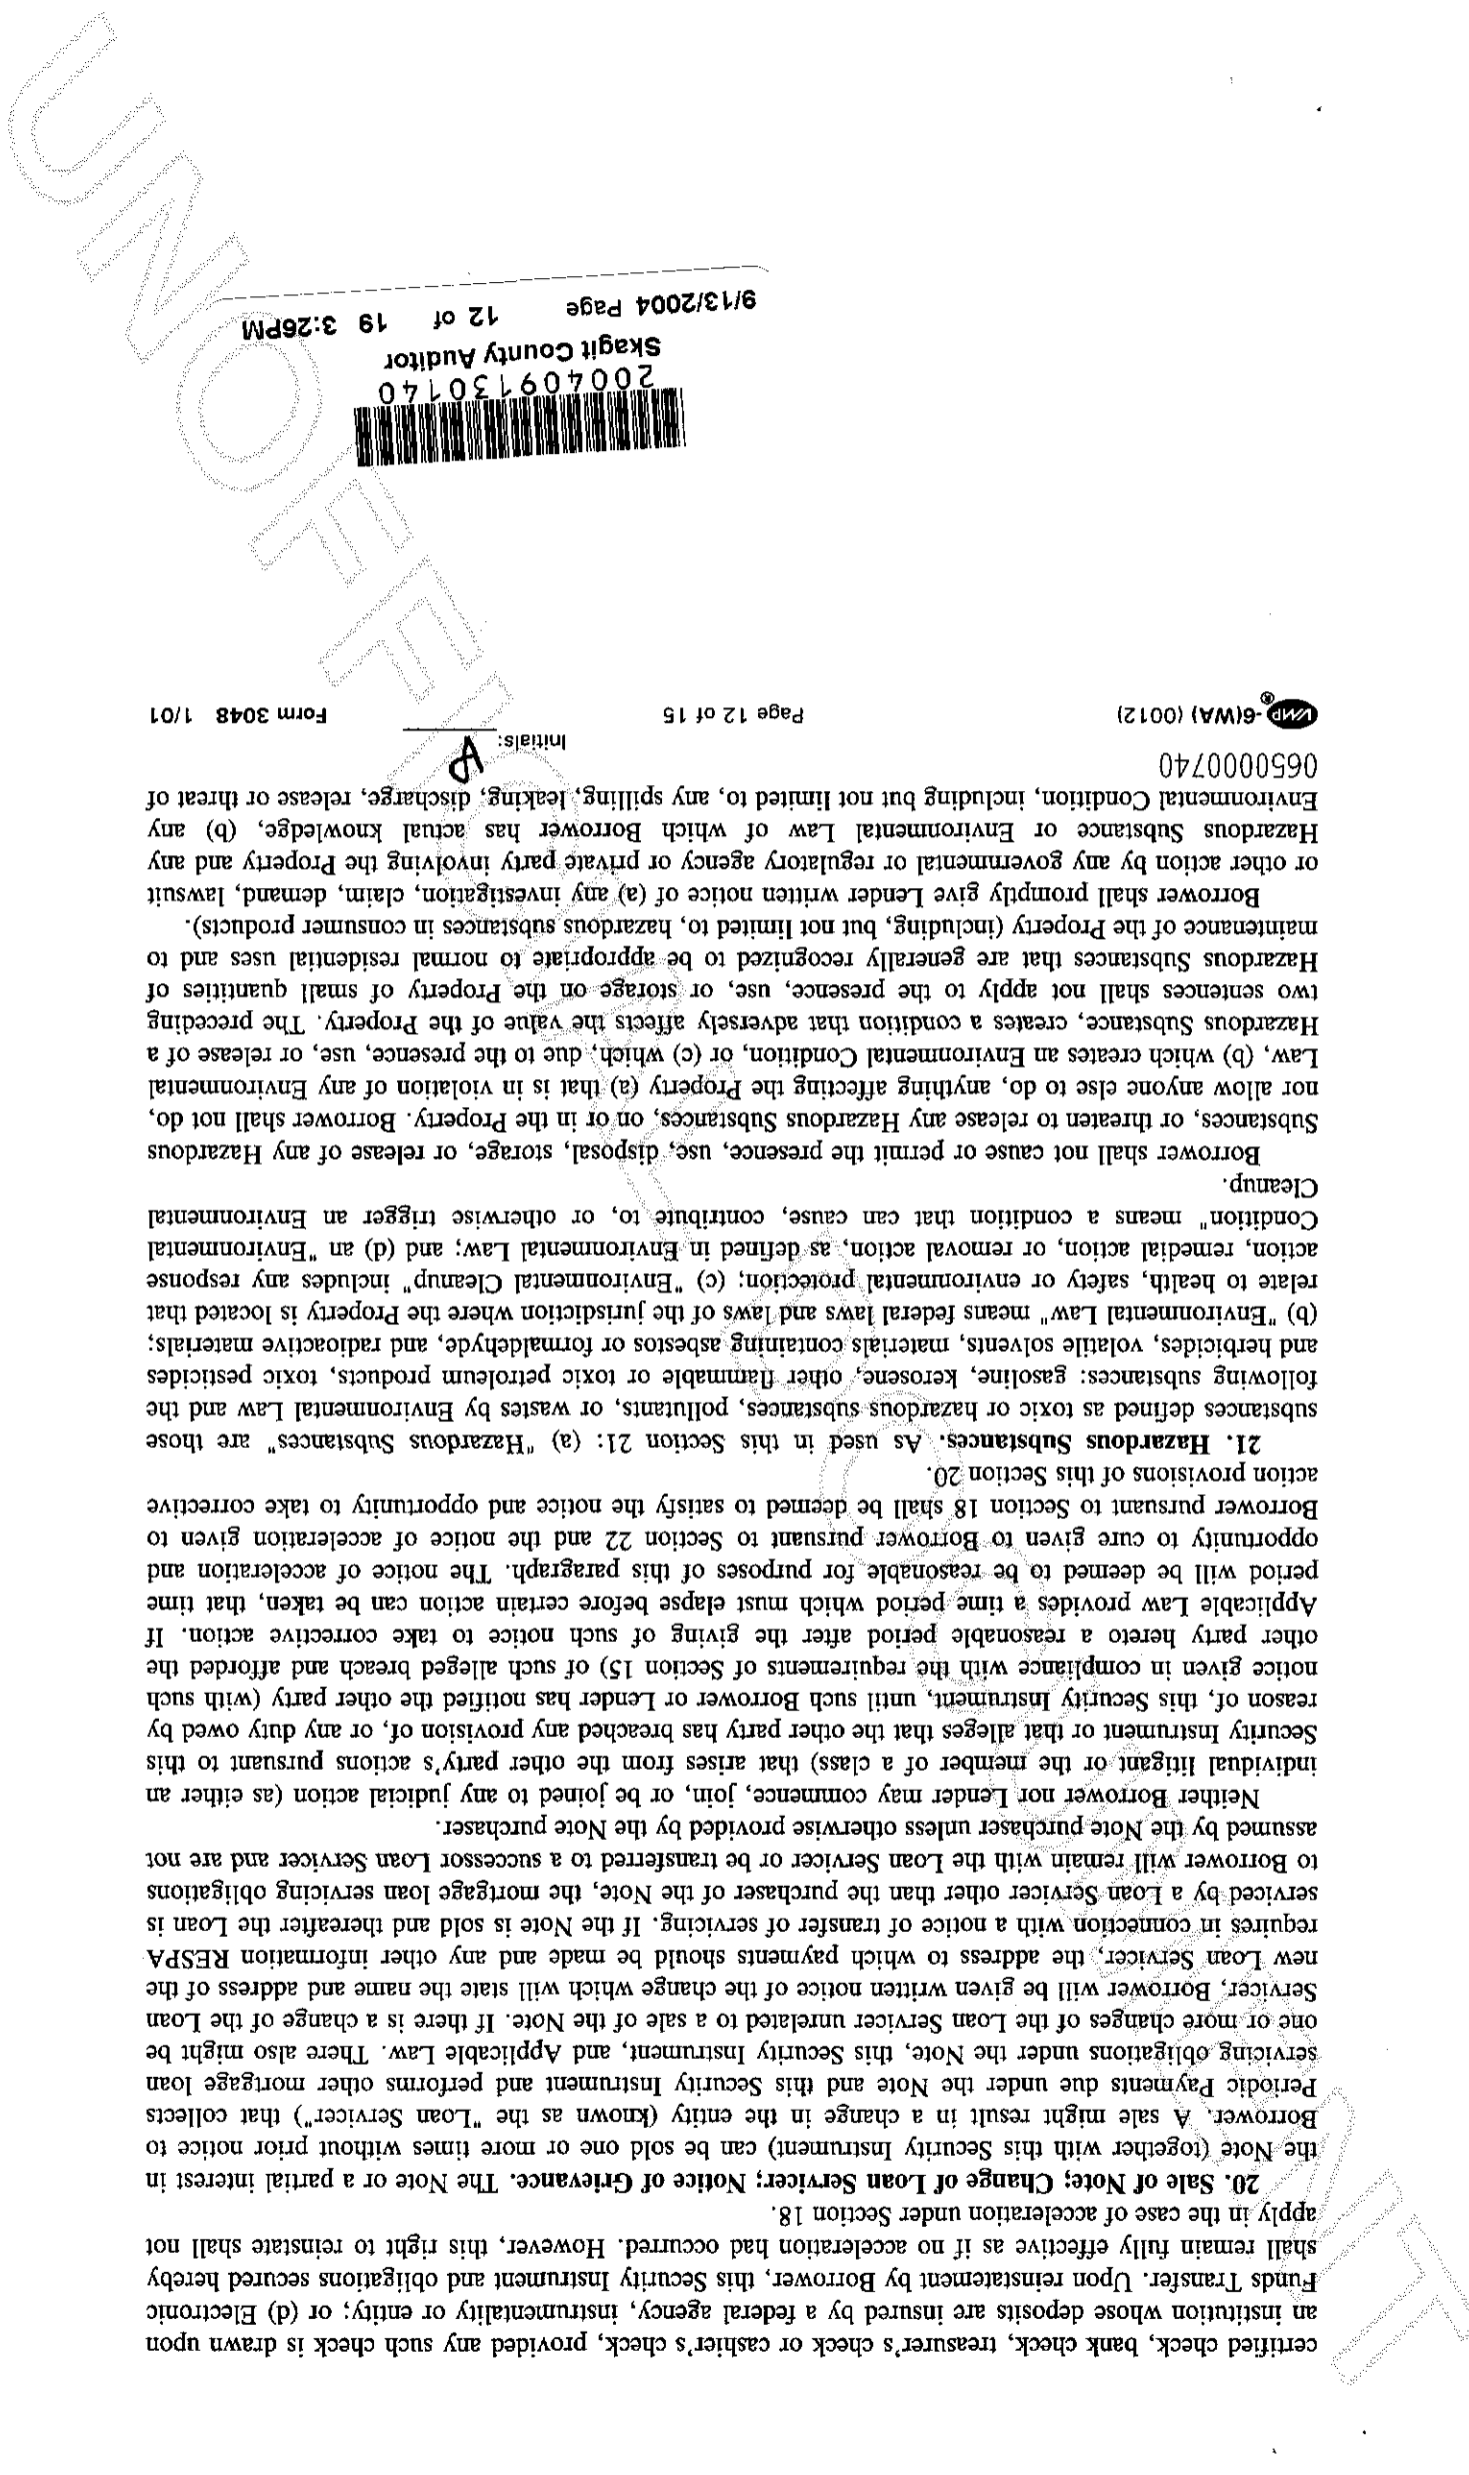 certified check, bank check, treasurer's check or cashier's check, provided any such check is drawn upon
an institution whose deposits are insured by a federal agency, instrumentality or entity; or (d) Electronic
Funds Transfer. Upon reinstatement by Borrower, this Security Instrument and obligations secured hereby
shall remain fully effective as if no acceleration had occurred. However, this right to reinstate shall not
apply in the case of acceleration under Section 18.
20. Sale of Note; Change of Loan Servicer; Notice of Grievance. The Note or a partial interest in
the Note (together with this Security Instrument) can be sold one or more times without prior notice to
Borrower. A sale might result in a change in the entity (known as the "Loan Servicer") that collects
Periodic Payments due under the Note and this Security Instrument and performs other mortgage loan
servicing obligations under the Note, this Security Instrument, and Applicable Law. There also might be
one or more changes of the Loan Servicer unrelated to a sale of the Note. If there is a change of the Loan
Servicer, Borrower will be given written notice of the change which will state the name and address of the
new Loan Servicer, the address to which payments should be made and any other information RESPA
requires in connection with a notice of transfer of servicing. If the Note is sold and thereafter the Loan is
serviced by a Loan Servicer other than the purchaser of the Note, the mortgage loan servicing obligations
to Borrower will remain with the Loan Servicer or be transferred to a successor Loan Servicer and are not
assumed by the Note purchaser unless otherwise provided by the Note purchaser.
Neither Borrower nor Lender may commence, join, or be joined to any judicial action (as either an
individual litigant or the member of a class) that arises from the other party's actions pursuant to this
Security Instrument or that alleges that the other party has breached any provision of, or any duty owed by
reason of, this Security Instrument, until such Borrower or Lender has notified the other party (with such
notice given in compliance with the requirements of Section 15) of such alleged breach and afforded the
other party hereto a reasonable period after the giving of such notice to take corrective action. If
Applicable Law provides a time period which must elapse before certain action can be taken, that time
period will be deemed to be reasonable for purposes of this paragraph. The notice of acceleration and
opportunity to cure given to Borrower pursuant to Section 22 and the notice of acceleration given to
Borrower pursuant to Section 18 shall be deemed to satisfy the notice and opportunity to take corrective
action provisions of this Section 20.
21. Hazardous Substances. As used in this Section 21: (a) "Hazardous Substances" are those
substances defined as toxic or hazardous substances, pollutants, or wastes by Environmental Law and the
following substances: gasoline, kerosene, other flammable or toxic petroleum products, toxic pesticides
and herbicides, volatile solvents, materials containing asbestos or formaldehyde, and radioactive materials;
(b) "Environmental Law" means federal laws and laws of the jurisdiction where the Property is located that
relate to health, safety or environmental protection; (c) "Environmental Cleanup" includes any response
action, remedial action, or removal action, as defined in Environmental Law; and (d) an "Environmental
Condition" means a condition that can cause, contribute to, or otherwise trigger an Environmental
Cleanup.
Borrower shall not cause or permit the presence, use, disposal, storage, or release of any Hazardous
Substances, or threaten to release any Hazardous Substances, on or in the Property. Borrower shall not do,
nor allow anyone else to do, anything affecting the Property (a) that is in violation of any Environmental
Law, (b) which creates an Environmental Condition, or (c) which, due to the presence, use, or release of a
Hazardous Substance, creates a condition that adversely affects the value of the Property. The preceding
two sentences shall not apply to the presence, use, or storage on the Property of small quantities of
Hazardous Substances that are generally recognized to be appropriate to normal residential uses and to
maintenance of the Property (including, but not limited to, hazardous substances in consumer products).
Borrower shall promptly give Lender written notice of (a) any investigation, claim, demand, lawsuit
or other action by any governmental or regulatory agency or private party involving the Property and any
Hazardous Substance or Environmental Law of which Borrower has actual knowledge, (b) any
Environmental Condition, including but not limited to, any spilling, leaking, discharge, release or threat of
0650000740
Initials:
VMP®-6(WA) (0012) Page 12 of 15 Form 3048 1/01
200409130140
Skagit County Auditor
9/13/2004 Page 12 of 19 3:26PM
UNOFFICIAL DOCUMENT